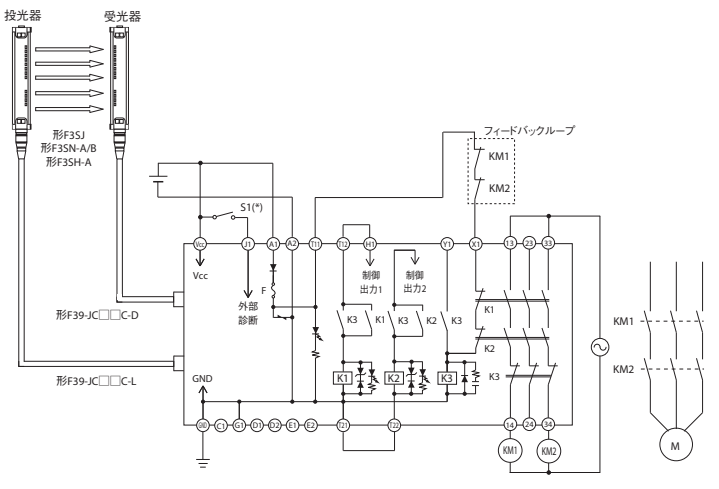 投光器
受光器
形F3SJ
形F3SN-A/B
形F3SH-A
フィードバックループ
KM1
KM2
S1(*)
Vcc
J1
A1
A2
T11
T12
H1
Y1
X1
13
23
33
Vcc
外部
診断
F
制御
出力1
制御
出力2
K3
K1
K3
K2
K3
K1
K2
K3
K1
K2
K3
形F39-JC□□C-D
形F39-JC□□C-L
GND
GND
C1
G1
D1
D2
E1
E2
T21
T22
14
24
34
KM1
KM2
KM1
KM2
M